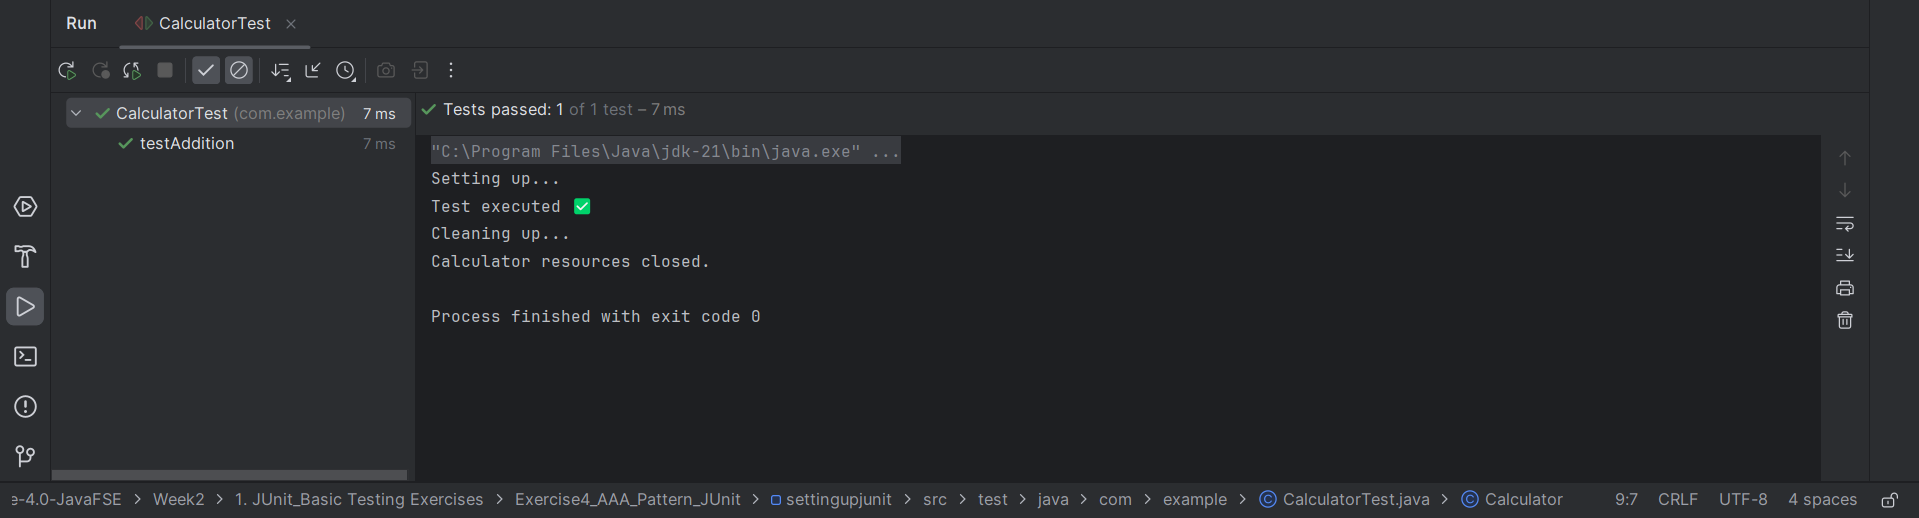 Run CalculatorTest
CalculatorTest (com.example) 7 ms
testAddition 7 ms
Tests passed: 1 of 1 test – 7 ms
"C:\Program Files\Java\jdk-21\bin\java.exe" ...
Setting up...
Test executed ✅
Cleaning up...
Calculator resources closed.
Process finished with exit code 0
e-4.0-JavaFSE > Week2 > 1. JUnit_Basic Testing Exercises > Exercise4_AAA_Pattern_JUnit > settingupjunit > src > test > java > com > example > CalculatorTest.java > Calculator 9:7 CRLF UTF-8 4 spaces